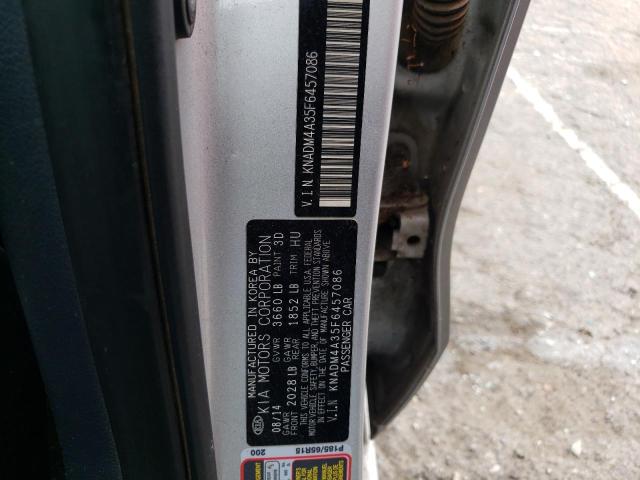 V.I.N. KNADM4A35F6457086
MANUFACTURED IN KOREA BY
KIA KIA MOTORS CORPORATION
08/14 GVWR 3660 LB PAINT 3D
GAWR FRONT 2028 LB GAWR REAR 1852 LB TRIM HU
THIS VEHICLE CONFORMS TO ALL APPLICABLE U.S.A. FEDERAL
MOTOR VEHICLE SAFETY, BUMPER, AND THEFT PREVENTION STANDARDS
IN EFFECT ON THE DATE OF MANUFACTURE SHOWN ABOVE
V.I.N KNADM4A35F6457086
PASSENGER CAR
P185/65R15
200